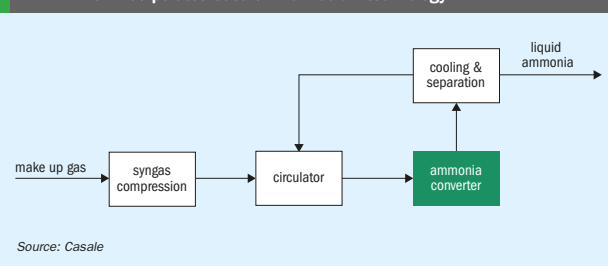 liquid
ammonia
cooling &
separation
make up gas
syngas
compression
circulator
ammonia
converter
Source: Casale